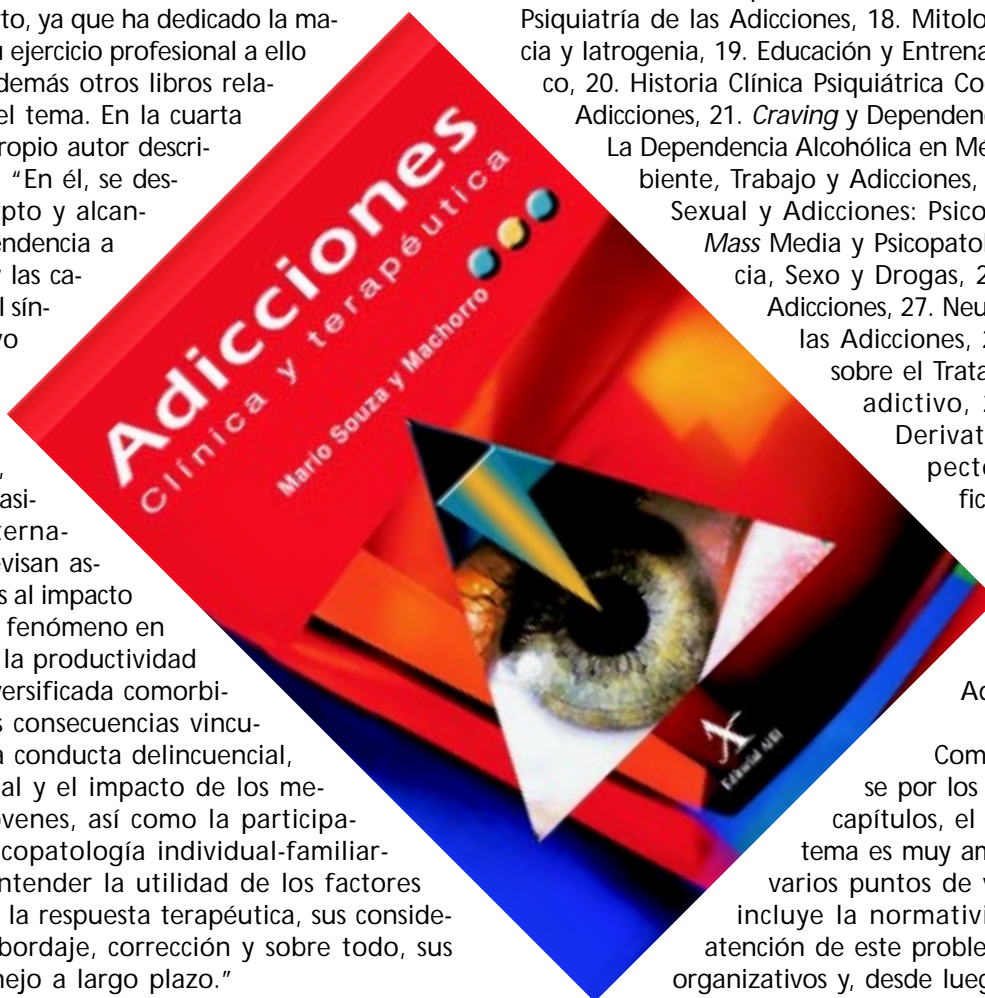 rto, ya que ha dedicado la ma-
u ejercicio profesional a ello
demás otros libros rela-
el tema. En la cuarta
ropio autor descri-
"En él, se des-
pto y alcan-
endencia a
y las ca-
l sín-
vo
,
asi-
terna-
evisan as-
s al impacto
fenómeno en
la productividad
versificada comorbi-
s consecuencias vincu-
a conducta delincuencial,
al y el impacto de los me-
óvenes, así como la participa-
copatología individual-familiar-
ntender la utilidad de los factores
la respuesta terapéutica, sus conside-
bordaje, corrección y sobre todo, sus
nejo a largo plazo."
Adicciones
Clínica y terapéutica
Mario Souza y Machorro
Editorial Alfil
Psiquiatría de las Adicciones, 18. Mitolo
cia y Iatrogenia, 19. Educación y Entrena
co, 20. Historia Clínica Psiquiátrica Co
Adicciones, 21. Craving y Dependenc
La Dependencia Alcohólica en Mé
biente, Trabajo y Adicciones,
Sexual y Adicciones: Psico
Mass Media y Psicopatol
cia, Sexo y Drogas, 2
Adicciones, 27. Neu
las Adicciones, 2
sobre el Trata
adictivo, 2
Derivat
pecto
fic
Ad
Com
se por los
capítulos, el
tema es muy am
varios puntos de v
incluye la normativi
atención de este proble
organizativos y, desde lueg